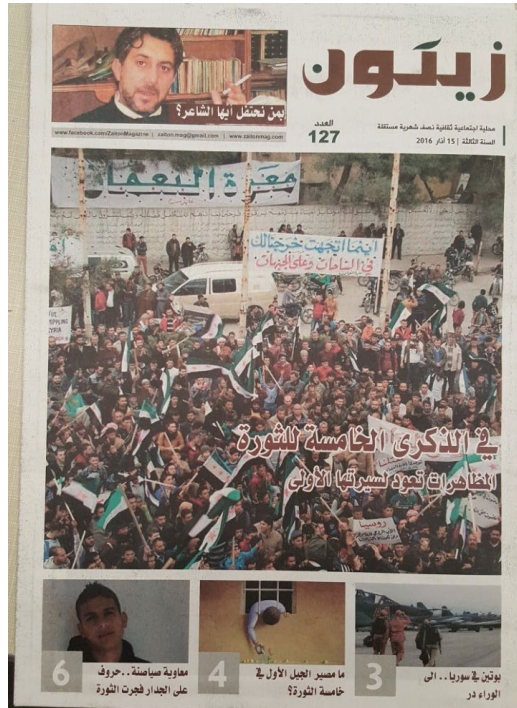 زيتون
محلية اجتماعية ثقافية نصف شهرية مستقلة
السنة الثالثة | 15 آذار 2016
العدد
127
بمن نحتفل أيها الشاعر؟
www.facebook.com/ZaitonMagazine | zaiton.mag@gmail.com | www.zaitonmag.com
معرة النعمان
اينما اتجهت خرجنالك
في الساحات وعلى الجبهات
في الذكرى الخامسة للثورة
المظاهرات تعود لسيرتها الأولى
روسيا
3
بوتين في سوريا .. الى
الوراء در
4
ما مصير الجيل الأول في
خامسة الثورة؟
6
معاوية صياصنة .. حروف
على الجدار فجرت الثورة